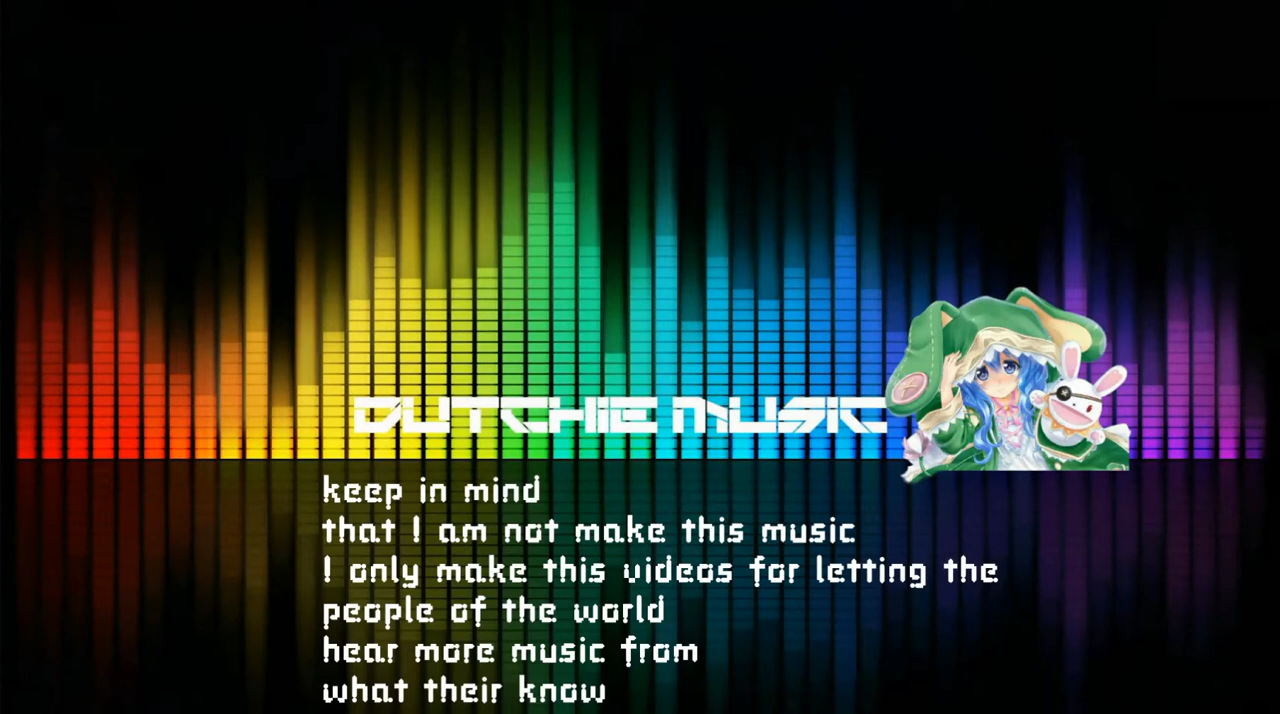 DUTCHIE MUSIC
keep in mind
that I am not make this music
I only make this videos for letting the
people of the world
hear more music from
what their know